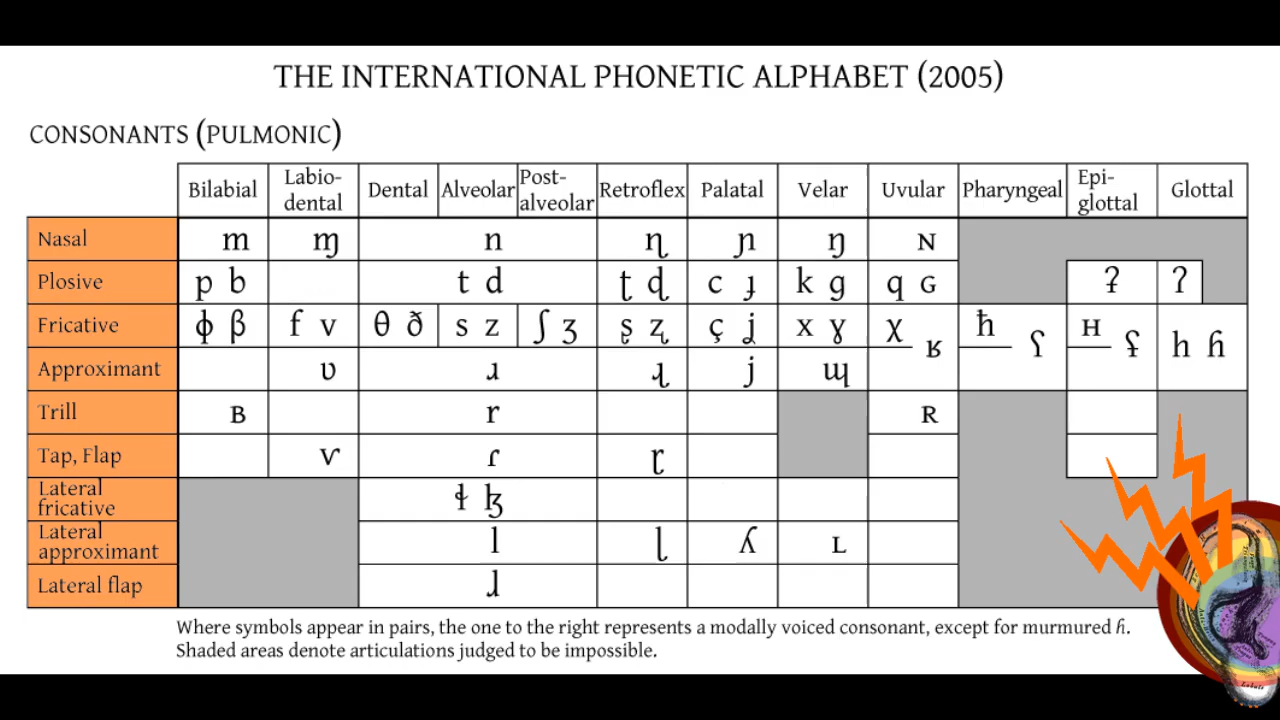 THE INTERNATIONAL PHONETIC ALPHABET (2005)
CONSONANTS (PULMONIC)
Bilabial Labio-dental Dental Alveolar Post-alveolar Retroflex Palatal Velar Uvular Pharyngeal Epi-glottal Glottal
Nasal m ɱ n ɳ ɲ ŋ ɴ
Plosive p b t d ʈ ɖ c ɟ k ɡ q ɢ ʡ ʔ
Fricative ɸ β f v θ ð s z ʃ ʒ ʂ ʐ ç ʝ x ɣ χ ʁ ħ ʕ ʜ ʢ h ɦ
Approximant ʋ ɹ ɻ j ɰ
Trill ʙ r ʀ
Tap, Flap ⱱ ɾ ɽ
Lateral fricative ɬ ɮ
Lateral approximant l ɭ ʎ ʟ
Lateral flap ɺ
Where symbols appear in pairs, the one to the right represents a modally voiced consonant, except for murmured ɦ.
Shaded areas denote articulations judged to be impossible.